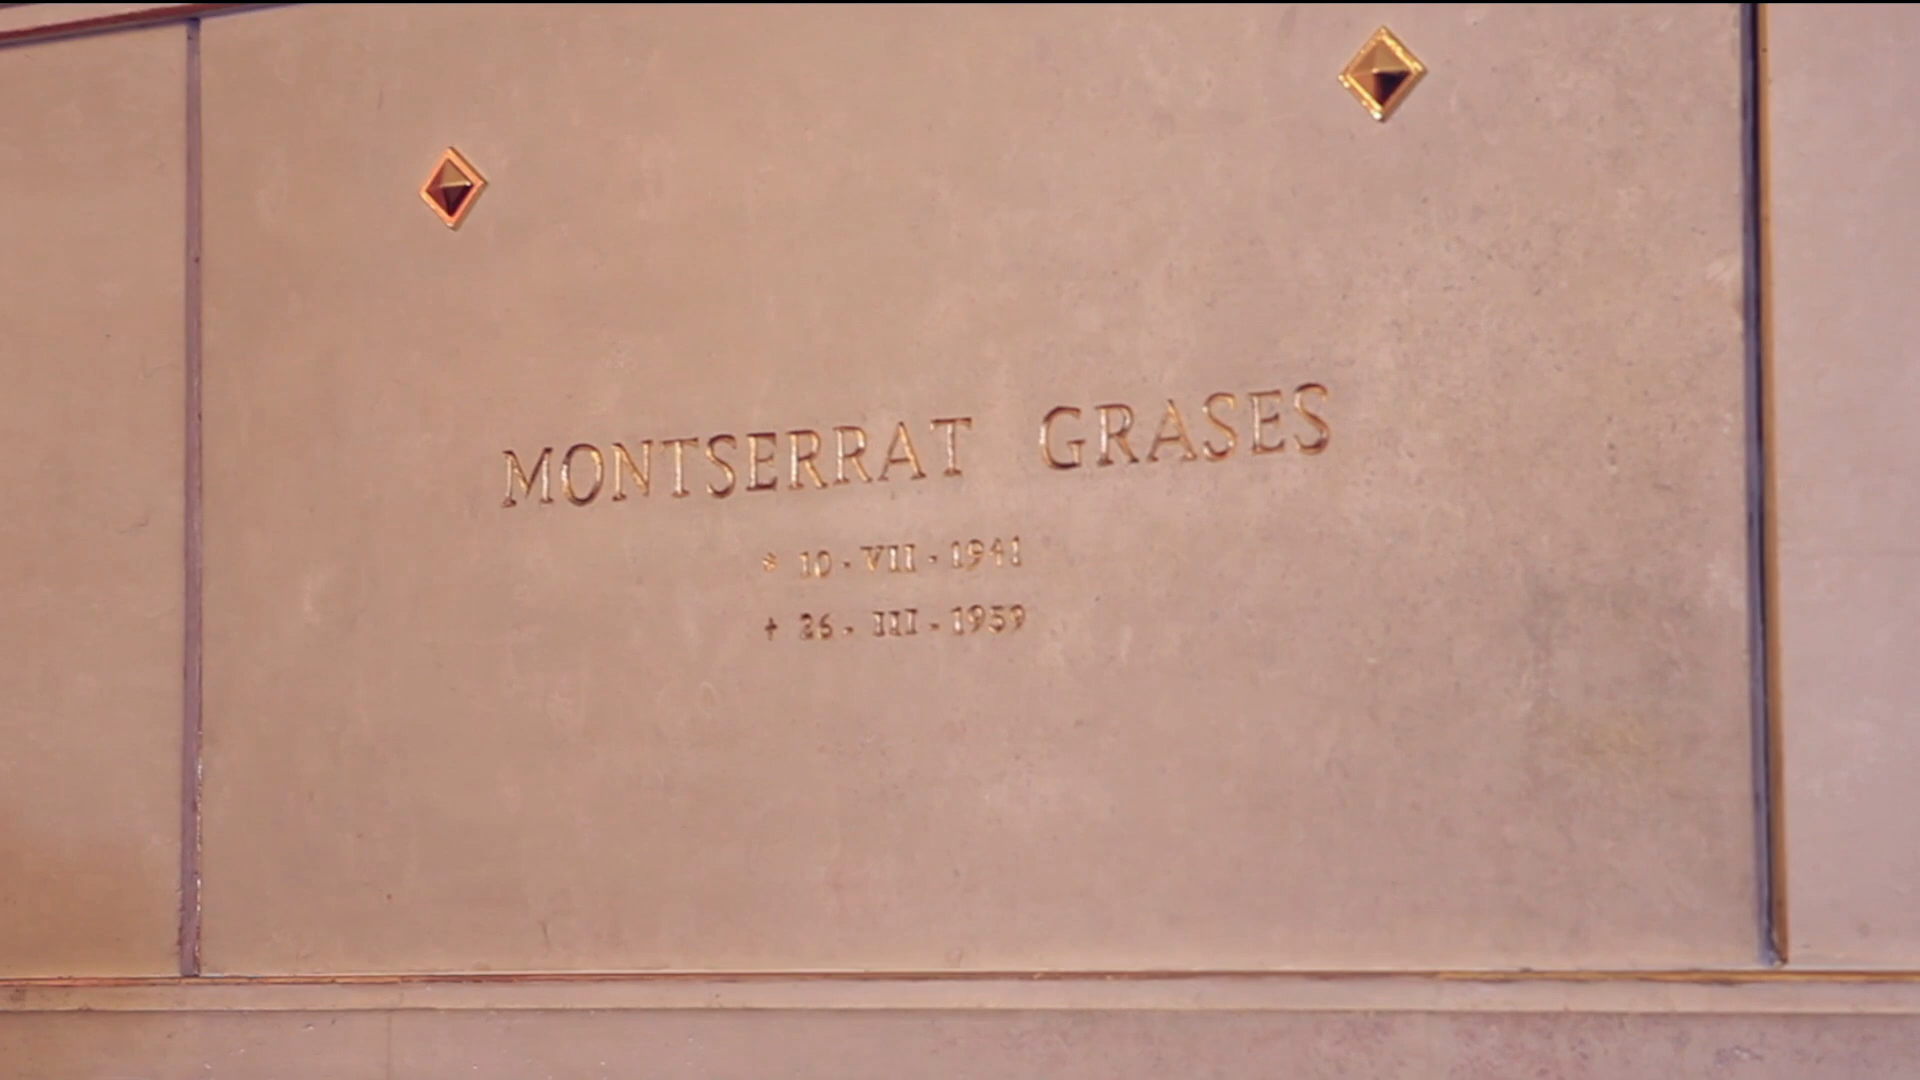 MONTSERRAT GRASES
* 10 · VII · 1941
† 26 · III · 1959